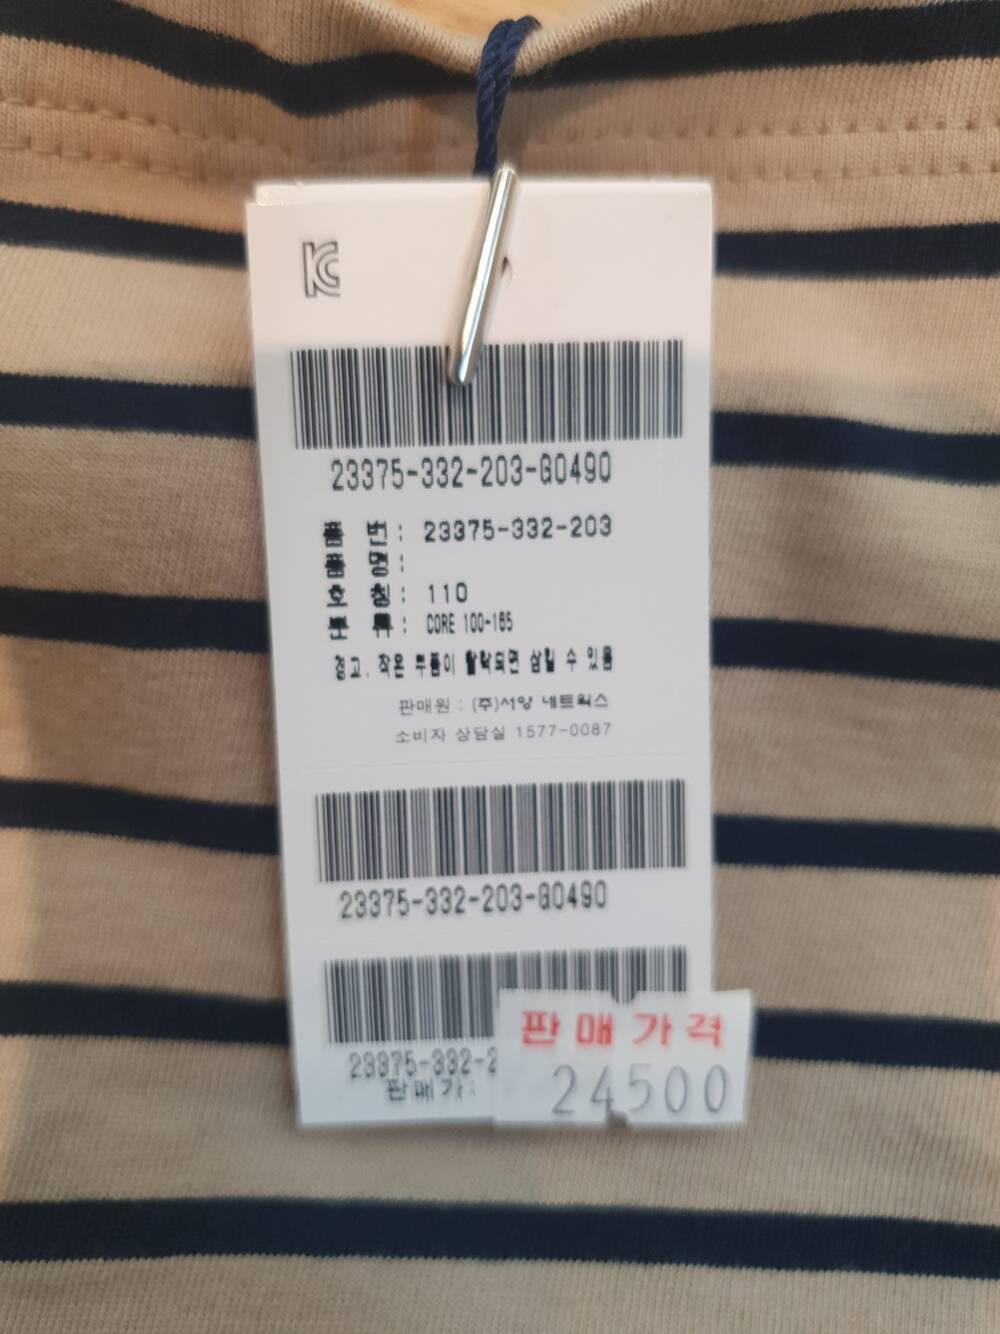 KC
23375-332-203-G0490
품 번 : 23375-332-203
품 명 :
호 칭 : 110
분 류 : CORE 100-165
경고. 작은 부품이 탈락되면 삼킬 수 있음
판매원 : (주)서양 네트웍스
소비자 상담실 1577-0087
23375-332-203-G0490
23375-332-2
판매가:
판매가격
24500